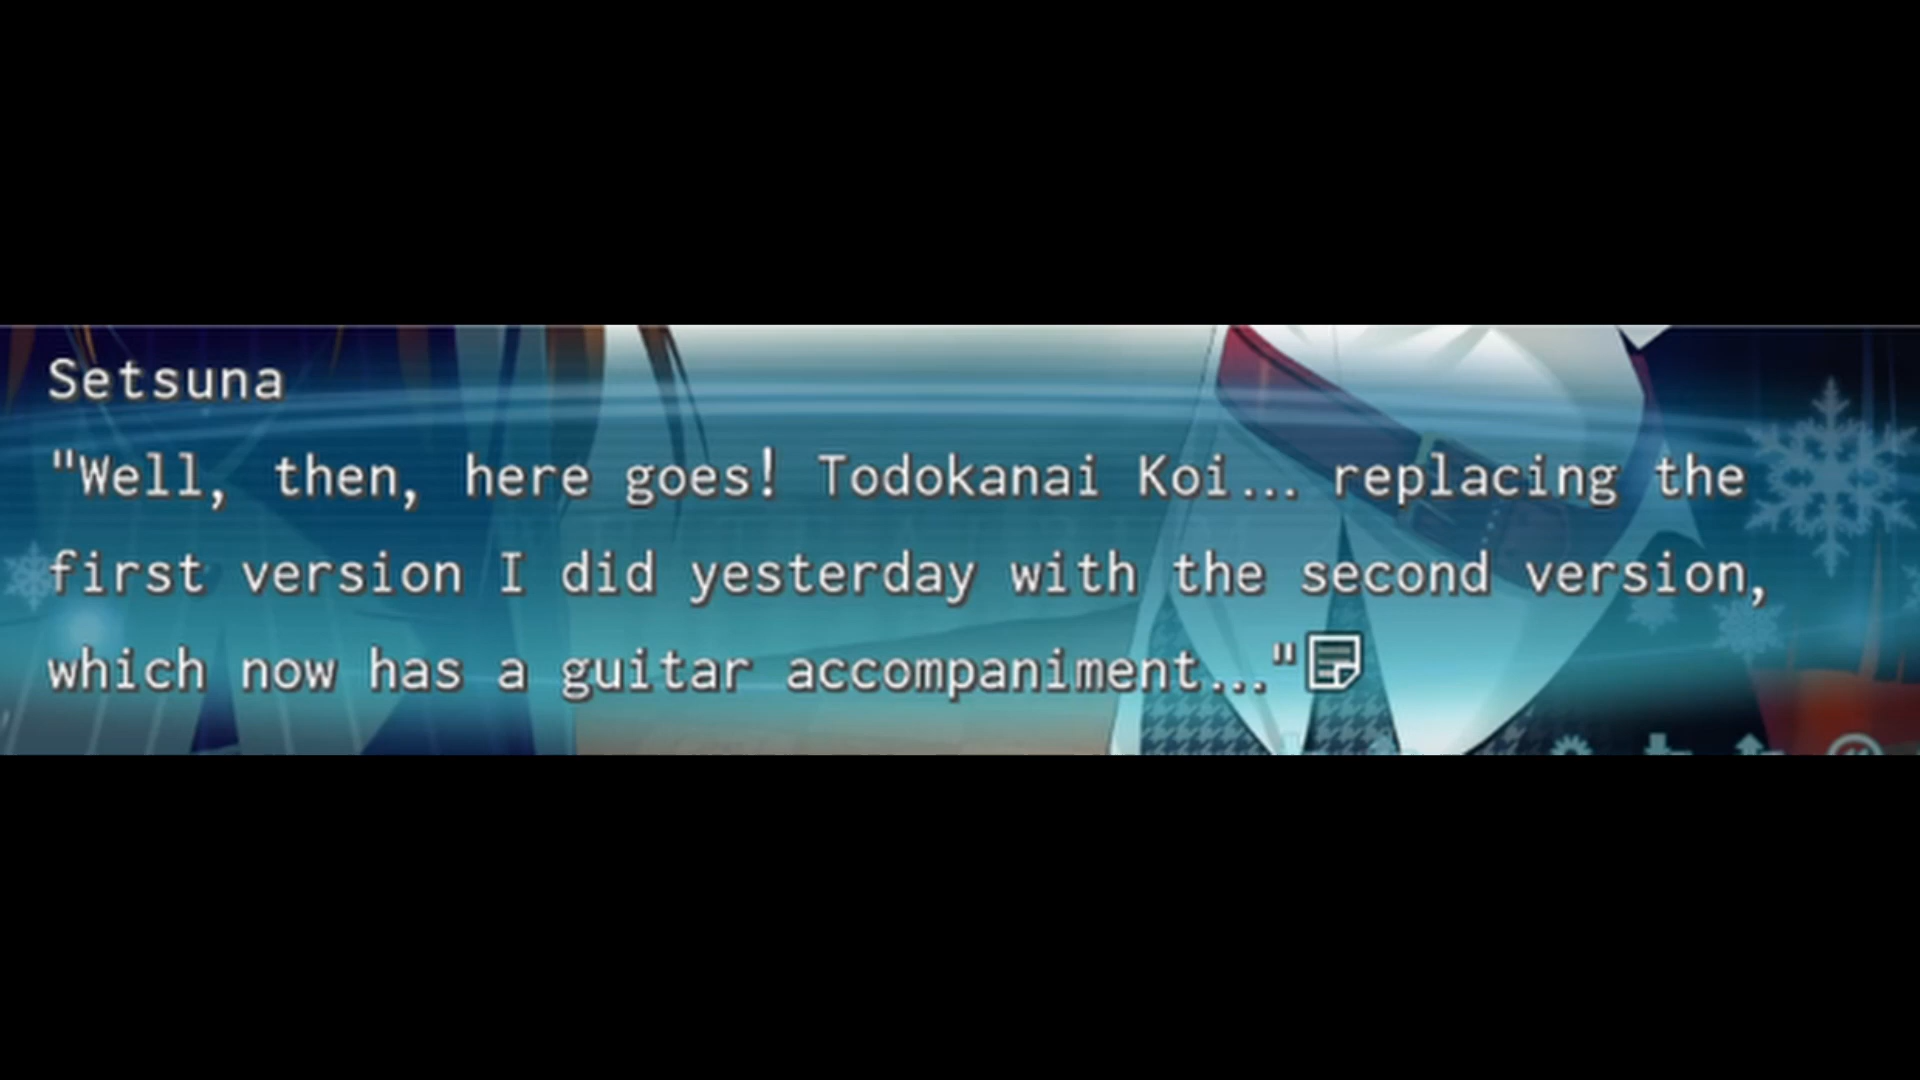 Setsuna
"Well, then, here goes! Todokanai Koi... replacing the
first version I did yesterday with the second version,
which now has a guitar accompaniment..."